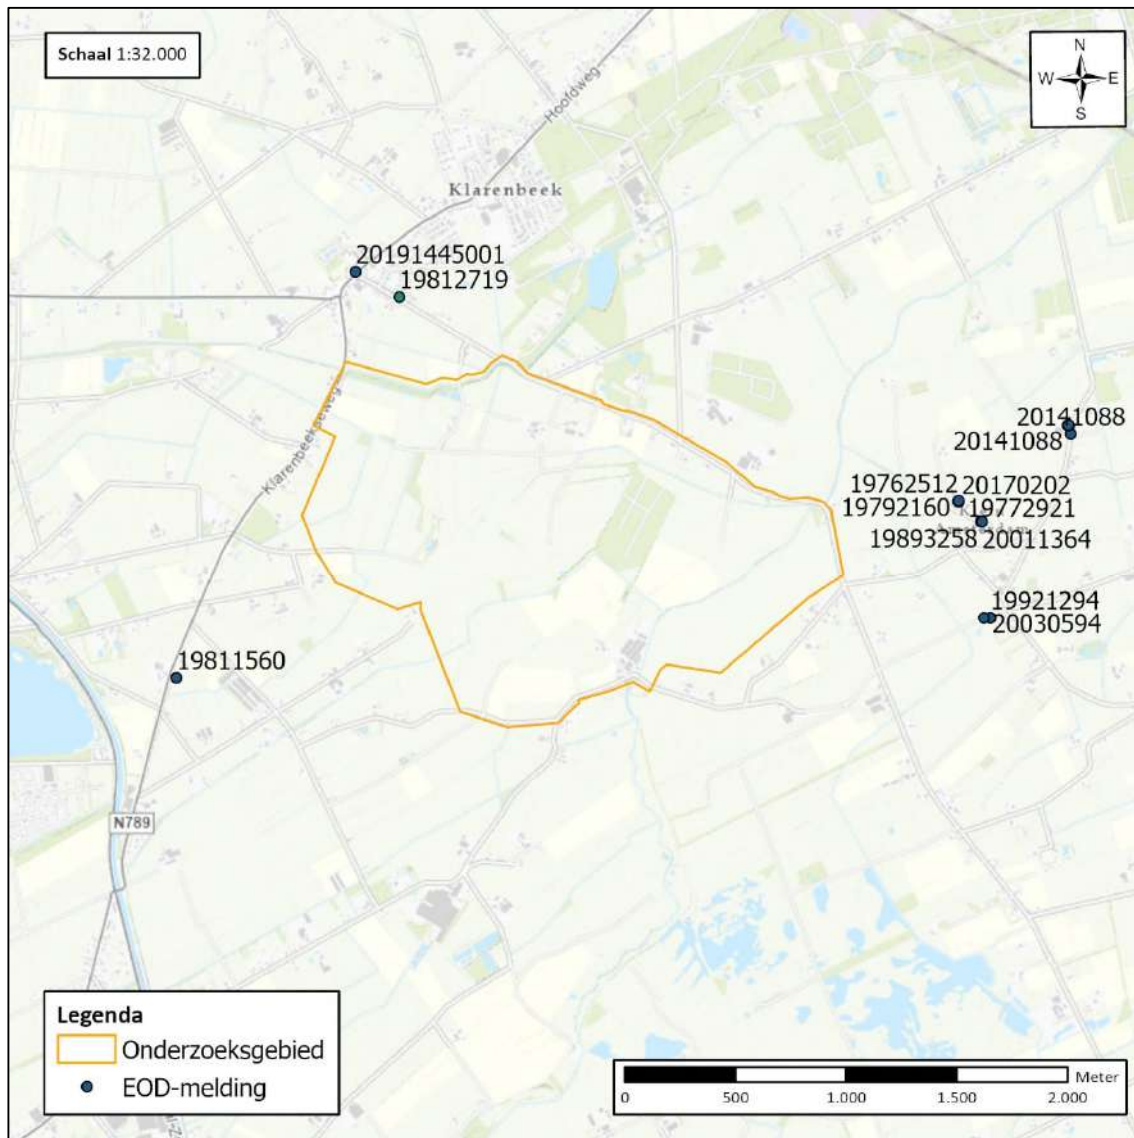 Schaal 1:32.000
N
W E
S
Hoofdweg
Klarenbeek
20191445001
19812719
Klarenbeekseweg
20141088
20141088
19762512 20170202
19792160 19772921
19893258 20011364
19921294
20030594
19811560
N789
Legenda
Onderzoeksgebied
EOD-melding
Meter
0 500 1.000 1.500 2.000